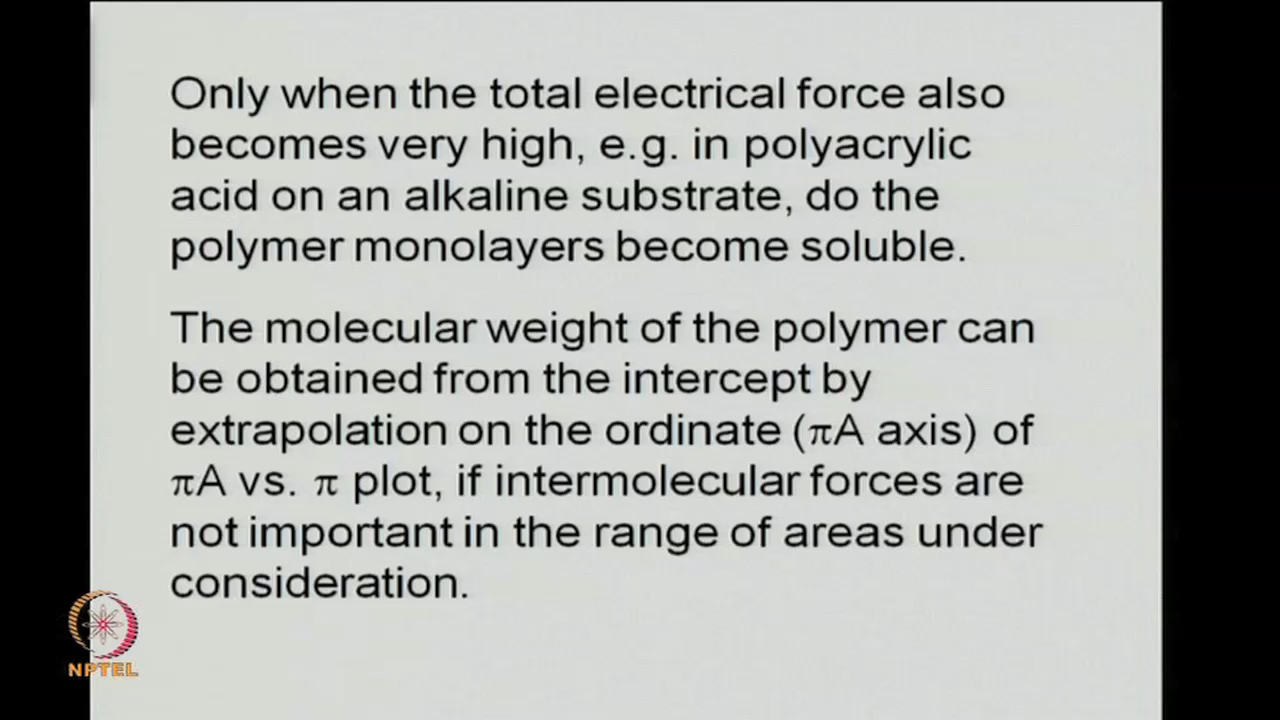 Only when the total electrical force also
becomes very high, e.g. in polyacrylic
acid on an alkaline substrate, do the
polymer monolayers become soluble.
The molecular weight of the polymer can
be obtained from the intercept by
extrapolation on the ordinate (πA axis) of
πA vs. π plot, if intermolecular forces are
not important in the range of areas under
consideration.
NPTEL